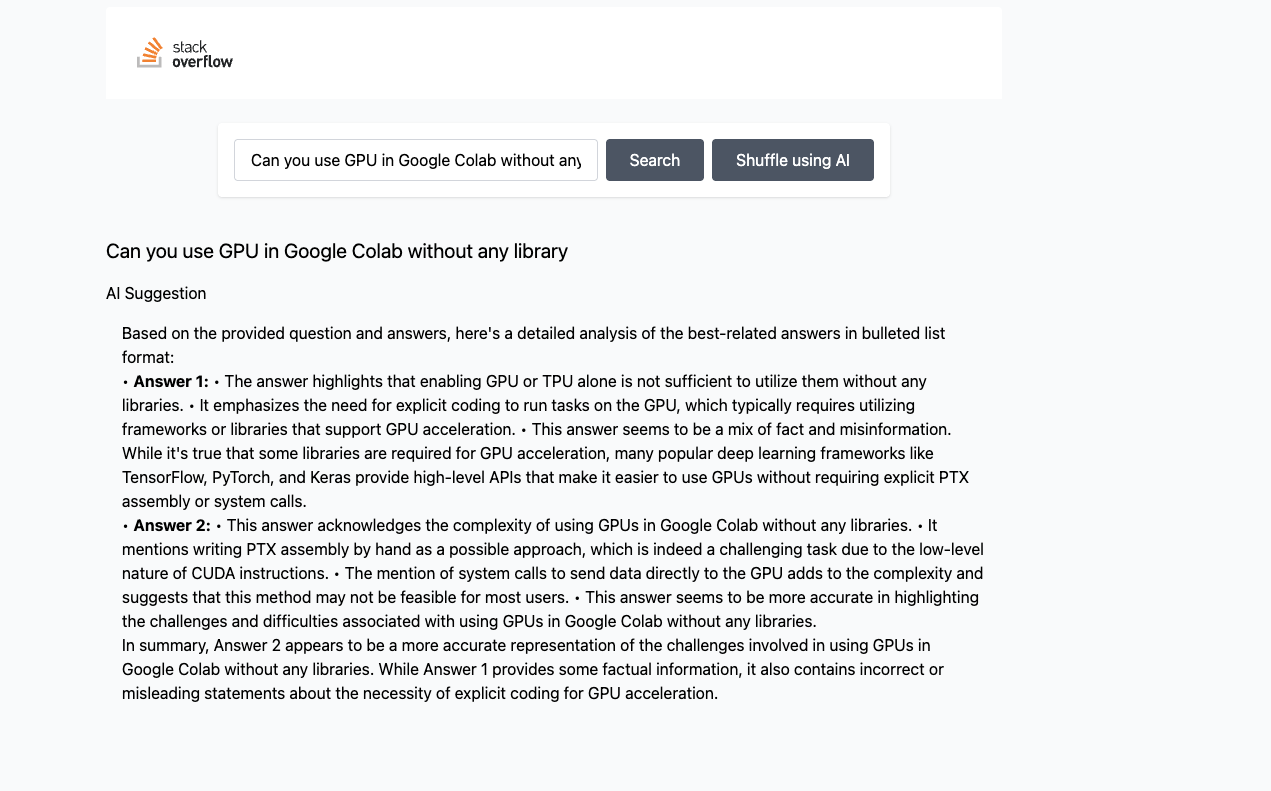 stack
overflow
Can you use GPU in Google Colab without any
Search
Shuffle using AI
Can you use GPU in Google Colab without any library
AI Suggestion
Based on the provided question and answers, here's a detailed analysis of the best-related answers in bulleted list
format:
• Answer 1: • The answer highlights that enabling GPU or TPU alone is not sufficient to utilize them without any
libraries. • It emphasizes the need for explicit coding to run tasks on the GPU, which typically requires utilizing
frameworks or libraries that support GPU acceleration. • This answer seems to be a mix of fact and misinformation.
While it's true that some libraries are required for GPU acceleration, many popular deep learning frameworks like
TensorFlow, PyTorch, and Keras provide high-level APIs that make it easier to use GPUs without requiring explicit PTX
assembly or system calls.
• Answer 2: • This answer acknowledges the complexity of using GPUs in Google Colab without any libraries. • It
mentions writing PTX assembly by hand as a possible approach, which is indeed a challenging task due to the low-level
nature of CUDA instructions. • The mention of system calls to send data directly to the GPU adds to the complexity and
suggests that this method may not be feasible for most users. • This answer seems to be more accurate in highlighting
the challenges and difficulties associated with using GPUs in Google Colab without any libraries.
In summary, Answer 2 appears to be a more accurate representation of the challenges involved in using GPUs in
Google Colab without any libraries. While Answer 1 provides some factual information, it also contains incorrect or
misleading statements about the necessity of explicit coding for GPU acceleration.